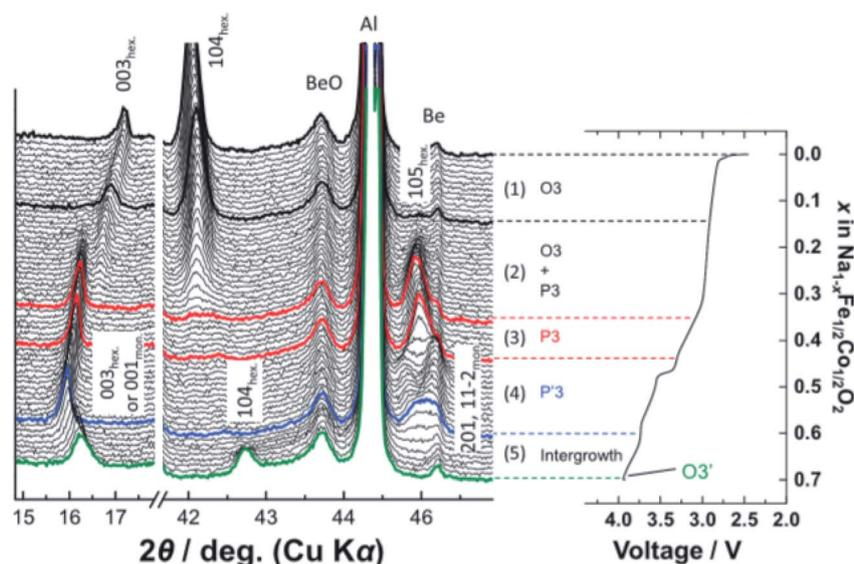 Al
003hex.
104hex.
BeO
Be
105hex.
(1) O3
(2) O3
+
P3
(3) P3
(4) P'3
(5) Intergrowth
O3'
003hex.
or 001mon.
104hex.
201, 11-2mon.
0.0
0.1
0.2
0.3
0.4
0.5
0.6
0.7
x in Na1-xFe1/2Co1/2O2
15 16 17 42 43 44 46
2θ / deg. (Cu Kα)
4.0 3.5 3.0 2.5 2.0
Voltage / V